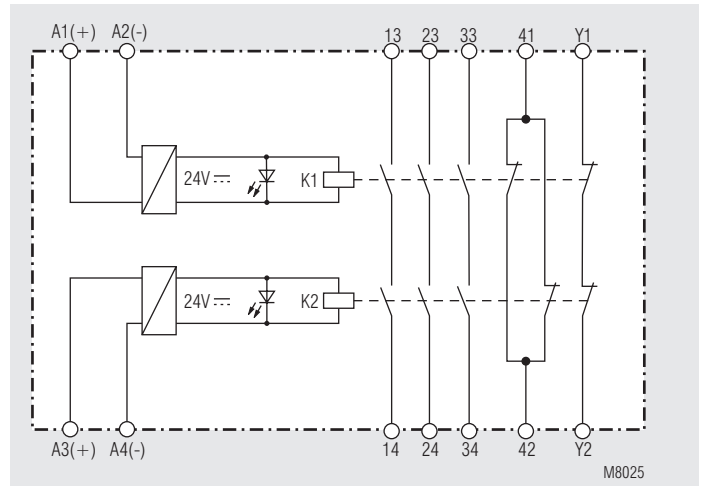 A1(+) A2(-) 13 23 33 41 Y1
24V K1
24V K2
A3(+) A4(-) 14 24 34 42 Y2
M8025